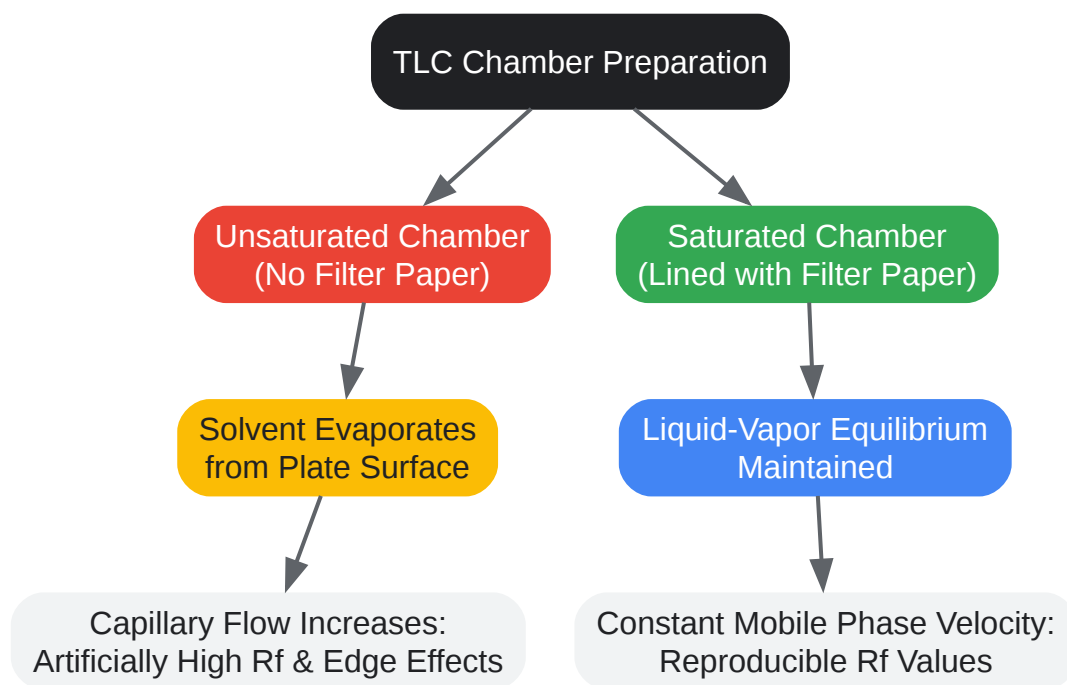 TLC Chamber Preparation
Unsaturated Chamber
(No Filter Paper)
Saturated Chamber
(Lined with Filter Paper)
Solvent Evaporates
from Plate Surface
Liquid-Vapor Equilibrium
Maintained
Capillary Flow Increases:
Artificially High Rf & Edge Effects
Constant Mobile Phase Velocity:
Reproducible Rf Values